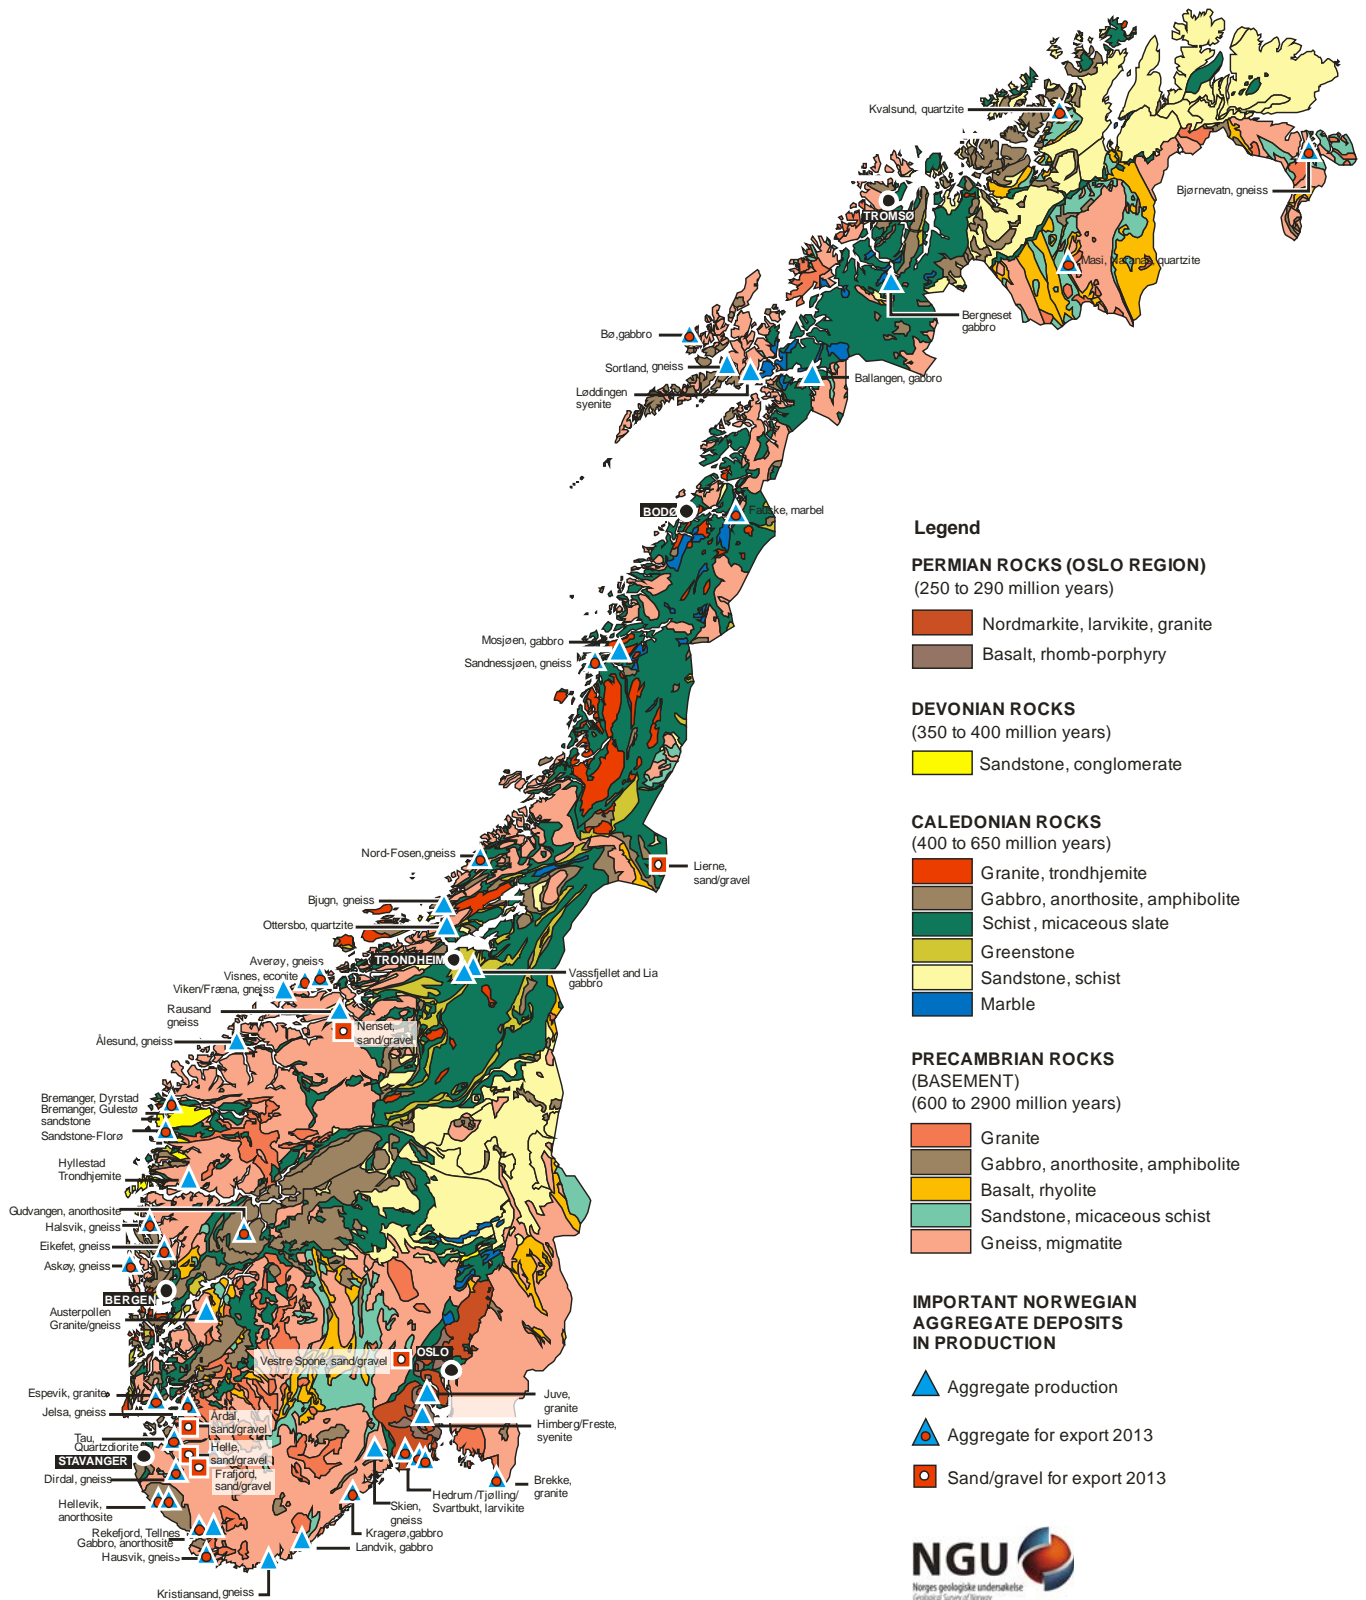 Kvalsund, quartzite
Bjørnevatn, gneiss
TROMSØ
quartzite
Bergneset
gabbro
Bø,gabbro
Sortland, gneiss
Løddingen
syenite
Ballangen, gabbro
BODØ
Fauske, marbel
Mosjøen, gabbro
Sandnessjøen, gneiss
Nord-Fosen,gneiss
Lierne,
sand/gravel
Bjugn, gneiss
Ottersbo, quartzite
TRONDHEIM
Averøy, gneiss
Visnes, econite
Viken/Fræna, gneiss
Vassfjellet and Lia
gabbro
Rausand
gneiss
Nenset,
sand/gravel
Ålesund, gneiss
Bremanger, Dyrstad
Bremanger, Gulestø
sandstone
Sandstone-Florø
Hyllestad
Trondhjemite
Gudvangen, anorthosite
Halsvik, gneiss
Eikefet, gneiss
Askøy, gneiss
BERGEN
Austerpollen
Granite/gneiss
Vestre Spone, sand/gravel
OSLO
Espevik, granite
Jelsa, gneiss
Årdal,
sand/gravel
Tau,
Quartzdiorite
Helle,
sand/gravel
STAVANGER
Dirdal, gneiss
Frafjord,
sand/gravel
Hellevik,
anorthosite
Rekefjord, Tellnes
Gabbro, anorthosite
Hausvik, gneiss
Kristiansand, gneiss
Juve,
granite
Himberg/Freste,
syenite
Brekke,
granite
Hedrum /Tjølling/
Svartbukt, larvikite
Skien,
gneiss
Kragerø,gabbro
Landvik, gabbro
Legend
PERMIAN ROCKS (OSLO REGION)
(250 to 290 million years)
Nordmarkite, larvikite, granite
Basalt, rhomb-porphyry
DEVONIAN ROCKS
(350 to 400 million years)
Sandstone, conglomerate
CALEDONIAN ROCKS
(400 to 650 million years)
Granite, trondhjemite
Gabbro, anorthosite, amphibolite
Schist, micaceous slate
Greenstone
Sandstone, schist
Marble
PRECAMBRIAN ROCKS
(BASEMENT)
(600 to 2900 million years)
Granite
Gabbro, anorthosite, amphibolite
Basalt, rhyolite
Sandstone, micaceous schist
Gneiss, migmatite
IMPORTANT NORWEGIAN
AGGREGATE DEPOSITS
IN PRODUCTION
Aggregate production
Aggregate for export 2013
Sand/gravel for export 2013
NGU
Norges geologiske undersøkelse
Geological Survey of Norway